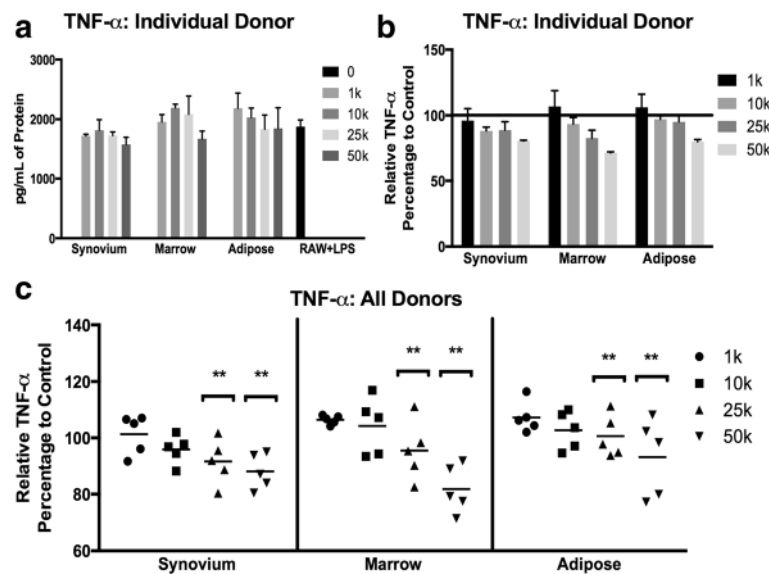 a
TNF-α: Individual Donor
pg/mL of Protein
3000
2000
1000
0
Synovium
Marrow
Adipose
RAW+LPS
0
1k
10k
25k
50k
b
TNF-α: Individual Donor
Relative TNF-α
Percentage to Control
150
100
50
0
Synovium
Marrow
Adipose
1k
10k
25k
50k
c
TNF-α: All Donors
Relative TNF-α
Percentage to Control
140
120
100
80
60
**
**
**
**
**
**
Synovium
Marrow
Adipose
1k
10k
25k
50k